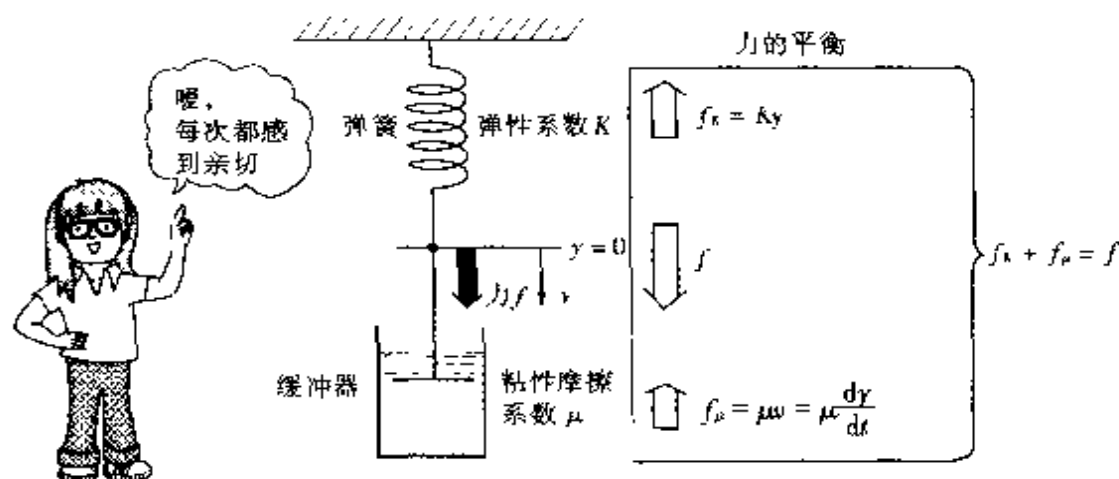 力的平衡
嗳，
每次都感
到亲切
弹簧
弹性系数 K
f_k = Ky
y = 0
力 f
f
f_k + f_μ = f
缓冲器
粘性摩擦
系数 μ
f_μ = μv = μ dy/dt